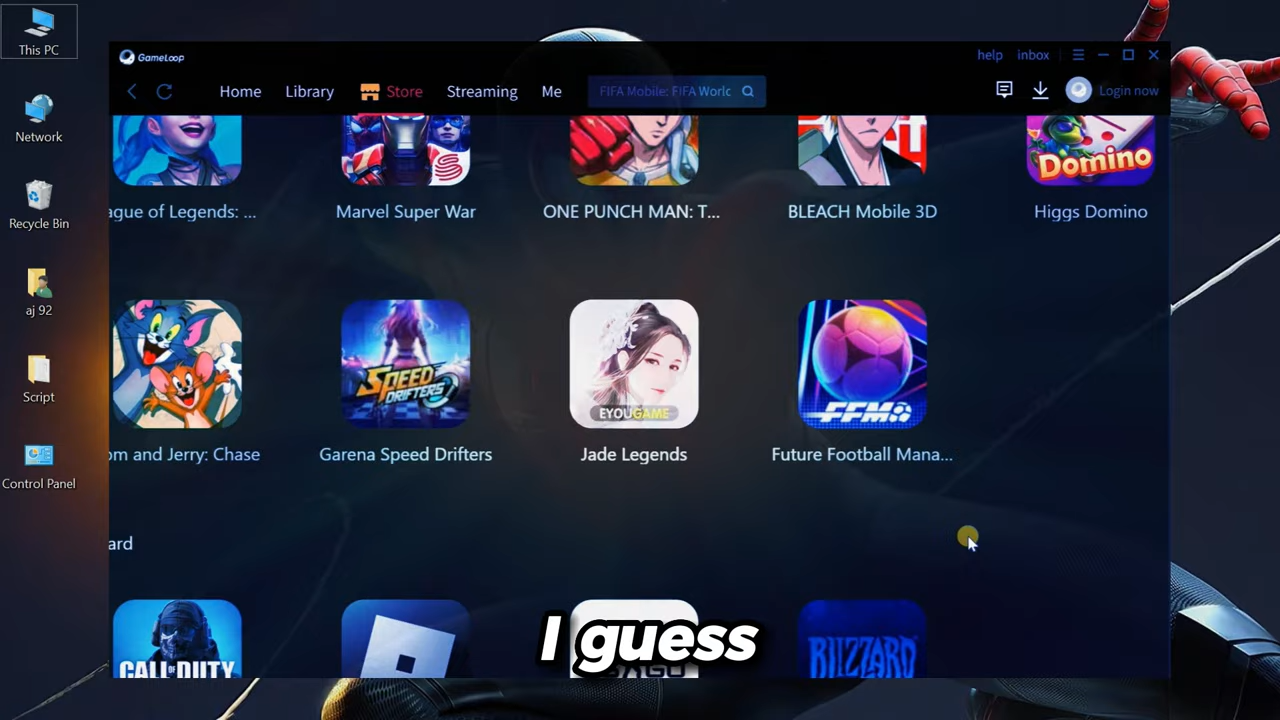 This PC
Network
Recycle Bin
aj 92
Script
Control Panel
GameLoop
help inbox
Home Library Store Streaming Me
FIFA Mobile: FIFA Worlc
Login now
Domino
ague of Legends: ...
Marvel Super War
ONE PUNCH MAN: T...
BLEACH Mobile 3D
Higgs Domino
SPEED
DRIFTERS
EYOUGAME
FFM
om and Jerry: Chase
Garena Speed Drifters
Jade Legends
Future Football Mana...
ard
CALL OF DUTY
BLIZZARD
I guess